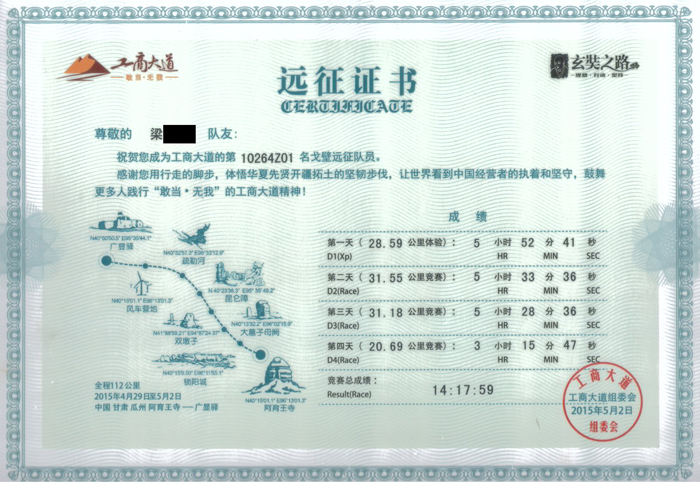 工商大道
敢当·无我
玄奘之路
理想·行动·坚持
远征证书
CERTIFICATE
尊敬的 梁 队友：
祝贺您成为工商大道的第 10264Z01 名戈壁远征队员。
感谢您用行走的脚步，体悟华夏先贤开疆拓土的坚韧步伐，让世界看到中国经营者的执着和坚守，鼓舞
更多人践行“敢当·无我”的工商大道精神！
广显驿
疏勒河
昆仑障
风车营站
大墓子母阙
双墩子
锁阳城
阿育王寺
全程112公里
2015年4月29日至5月2日
中国 甘肃 瓜州 阿育王寺——广显驿
成 绩
第一天（ 28.59 公里体验）： 5 小时 52 分 41 秒
D1(Xp) HR MIN SEC
第二天（ 31.55 公里竞赛）： 5 小时 33 分 36 秒
D2(Race) HR MIN SEC
第三天（ 31.18 公里竞赛）： 5 小时 28 分 36 秒
D3(Race) HR MIN SEC
第四天（ 20.69 公里竞赛）： 3 小时 15 分 47 秒
D4(Race) HR MIN SEC
竞赛总成绩：
Result(Race) 14:17:59
工商大道
工商大道组委会
2015年5月2日
组委会